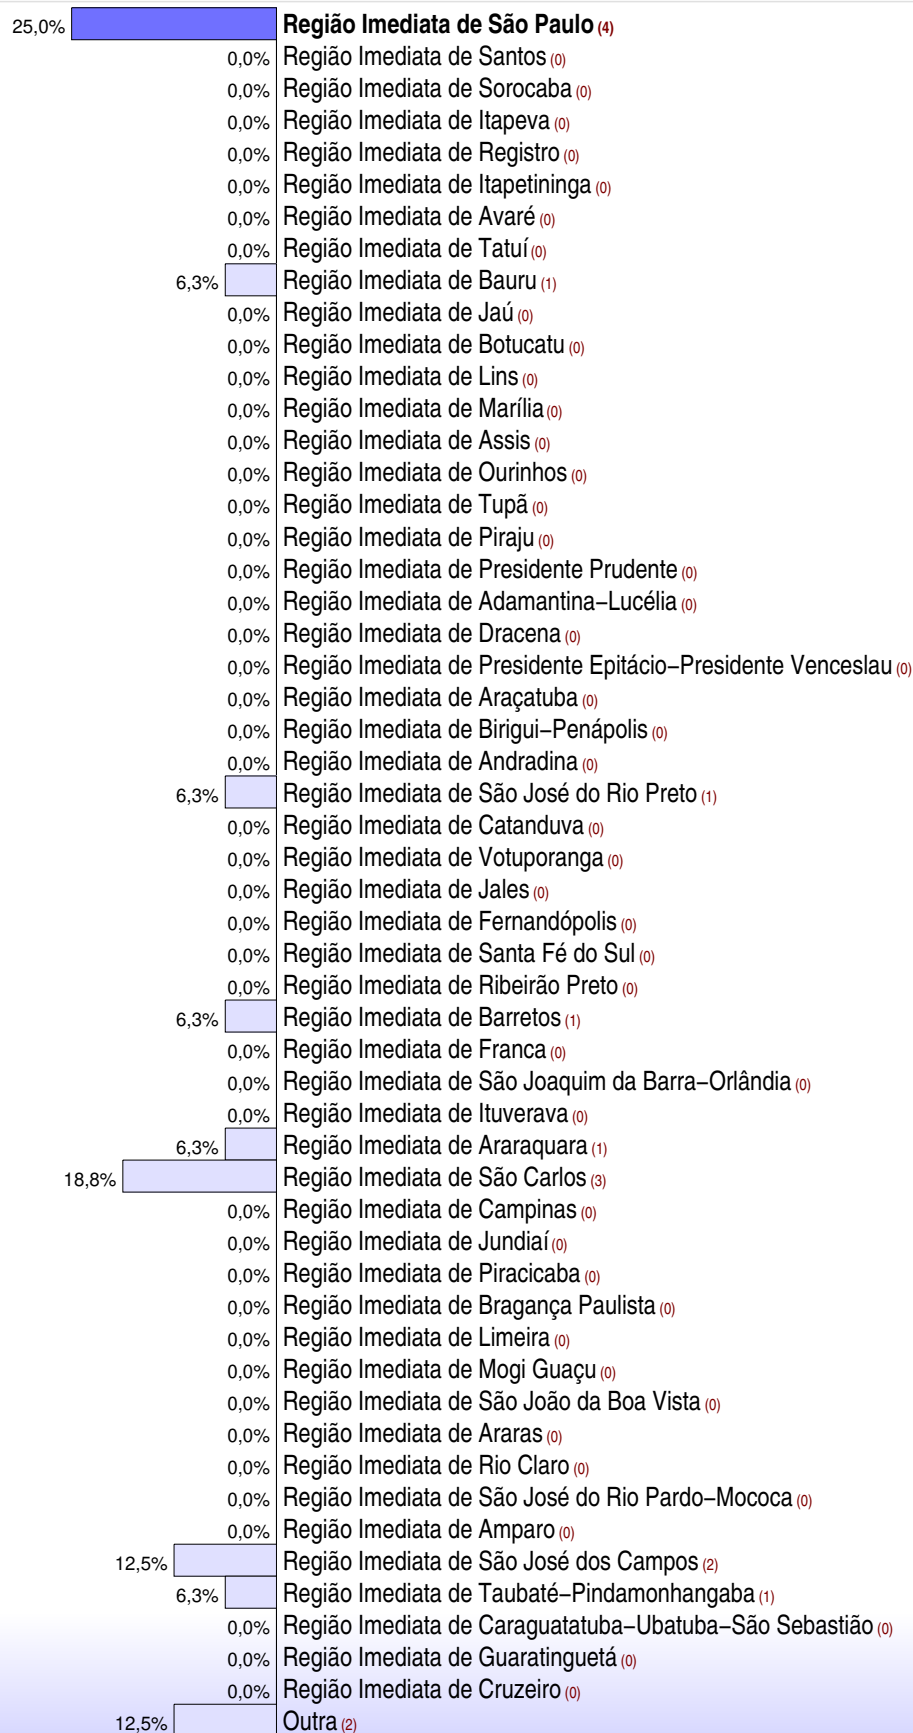 25,0% Região Imediata de São Paulo (4)
0,0% Região Imediata de Santos (0)
0,0% Região Imediata de Sorocaba (0)
0,0% Região Imediata de Itapeva (0)
0,0% Região Imediata de Registro (0)
0,0% Região Imediata de Itapetininga (0)
0,0% Região Imediata de Avaré (0)
0,0% Região Imediata de Tatuí (0)
6,3% Região Imediata de Bauru (1)
0,0% Região Imediata de Jaú (0)
0,0% Região Imediata de Botucatu (0)
0,0% Região Imediata de Lins (0)
0,0% Região Imediata de Marília (0)
0,0% Região Imediata de Assis (0)
0,0% Região Imediata de Ourinhos (0)
0,0% Região Imediata de Tupã (0)
0,0% Região Imediata de Piraju (0)
0,0% Região Imediata de Presidente Prudente (0)
0,0% Região Imediata de Adamantina−Lucélia (0)
0,0% Região Imediata de Dracena (0)
0,0% Região Imediata de Presidente Epitácio−Presidente Venceslau (0)
0,0% Região Imediata de Araçatuba (0)
0,0% Região Imediata de Birigui−Penápolis (0)
0,0% Região Imediata de Andradina (0)
6,3% Região Imediata de São José do Rio Preto (1)
0,0% Região Imediata de Catanduva (0)
0,0% Região Imediata de Votuporanga (0)
0,0% Região Imediata de Jales (0)
0,0% Região Imediata de Fernandópolis (0)
0,0% Região Imediata de Santa Fé do Sul (0)
0,0% Região Imediata de Ribeirão Preto (0)
6,3% Região Imediata de Barretos (1)
0,0% Região Imediata de Franca (0)
0,0% Região Imediata de São Joaquim da Barra−Orlândia (0)
0,0% Região Imediata de Ituverava (0)
6,3% Região Imediata de Araraquara (1)
18,8% Região Imediata de São Carlos (3)
0,0% Região Imediata de Campinas (0)
0,0% Região Imediata de Jundiaí (0)
0,0% Região Imediata de Piracicaba (0)
0,0% Região Imediata de Bragança Paulista (0)
0,0% Região Imediata de Limeira (0)
0,0% Região Imediata de Mogi Guaçu (0)
0,0% Região Imediata de São João da Boa Vista (0)
0,0% Região Imediata de Araras (0)
0,0% Região Imediata de Rio Claro (0)
0,0% Região Imediata de São José do Rio Pardo−Mococa (0)
0,0% Região Imediata de Amparo (0)
12,5% Região Imediata de São José dos Campos (2)
6,3% Região Imediata de Taubaté−Pindamonhangaba (1)
0,0% Região Imediata de Caraguatatuba−Ubatuba−São Sebastião (0)
0,0% Região Imediata de Guaratinguetá (0)
0,0% Região Imediata de Cruzeiro (0)
12,5% Outra (2)